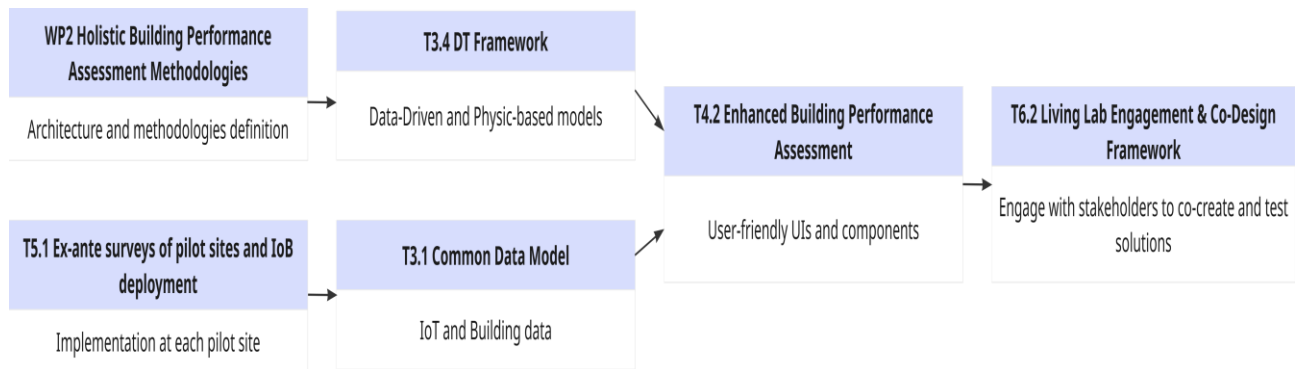 WP2 Holistic Building Performance
Assessment Methodologies
Architecture and methodologies definition
T3.4 DT Framework
Data-Driven and Physic-based models
T5.1 Ex-ante surveys of pilot sites and IoB
deployment
Implementation at each pilot site
T3.1 Common Data Model
IoT and Building data
T4.2 Enhanced Building Performance
Assessment
User-friendly UIs and components
T6.2 Living Lab Engagement & Co-Design
Framework
Engage with stakeholders to co-create and test
solutions